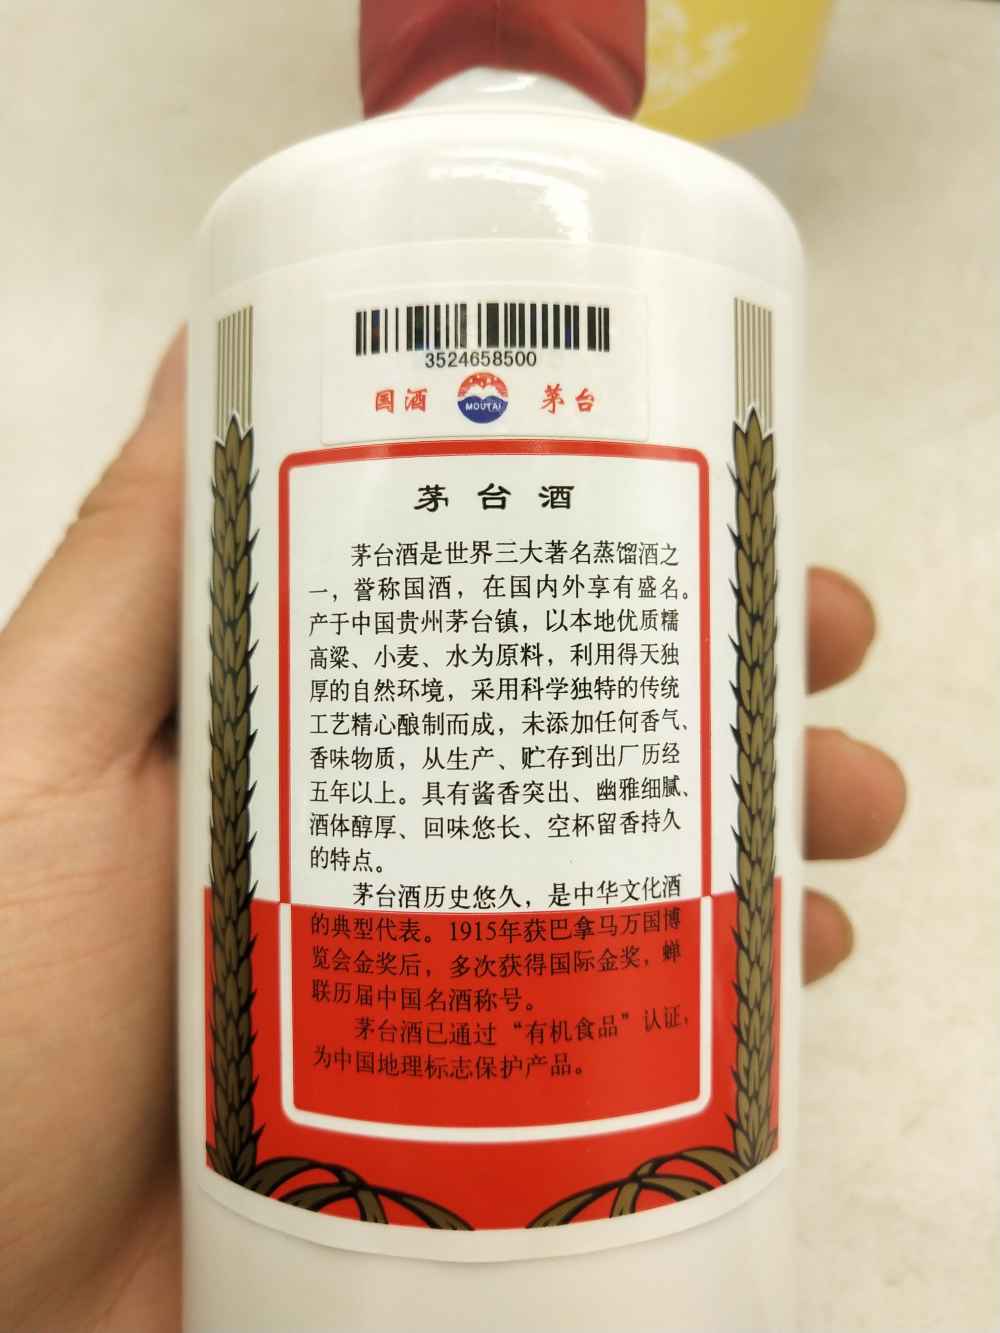 3524658500
国酒 MOUTAI 茅台
茅台酒
茅台酒是世界三大著名蒸馏酒之
一，誉称国酒，在国内外享有盛名。
产于中国贵州茅台镇，以本地优质糯
高粱、小麦、水为原料，利用得天独
厚的自然环境，采用科学独特的传统
工艺精心酿制而成，未添加任何香气、
香味物质，从生产、贮存到出厂历经
五年以上。具有酱香突出、幽雅细腻、
酒体醇厚、回味悠长、空杯留香持久
的特点。
茅台酒历史悠久，是中华文化酒
的典型代表。1915年获巴拿马万国博
览会金奖后，多次获得国际金奖，蝉
联历届中国名酒称号。
茅台酒已通过“有机食品”认证，
为中国地理标志保护产品。